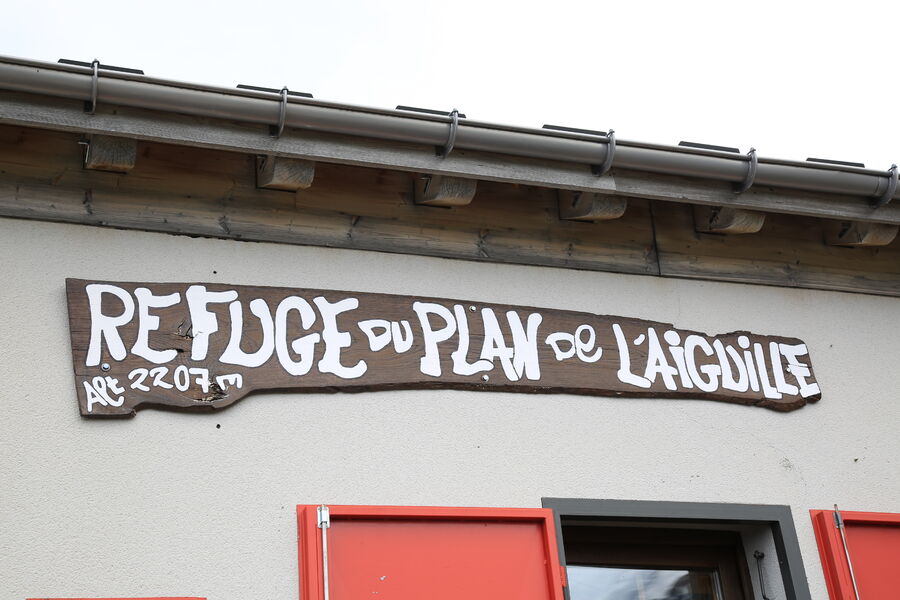 REFUGE DU PLAN DE L'AIGUILLE
Alt 2207 m